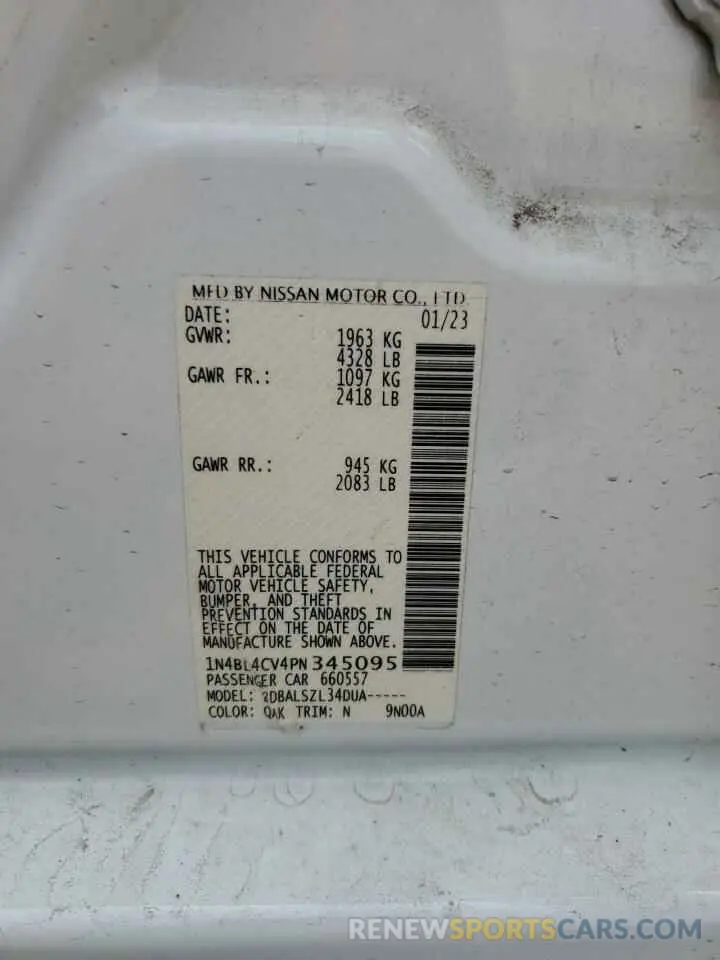 MFD BY NISSAN MOTOR CO., LTD.
DATE: 01/23
GVWR: 1963 KG
4328 LB
GAWR FR.: 1097 KG
2418 LB
GAWR RR.: 945 KG
2083 LB
THIS VEHICLE CONFORMS TO
ALL APPLICABLE FEDERAL
MOTOR VEHICLE SAFETY,
BUMPER, AND THEFT
PREVENTION STANDARDS IN
EFFECT ON THE DATE OF
MANUFACTURE SHOWN ABOVE.
1N4BL4CV4PN345095
PASSENGER CAR 660557
MODEL: BDBALSZL34DUA-----
COLOR: QAK TRIM: N 9N00A
RENEWSPORTSCARS.COM